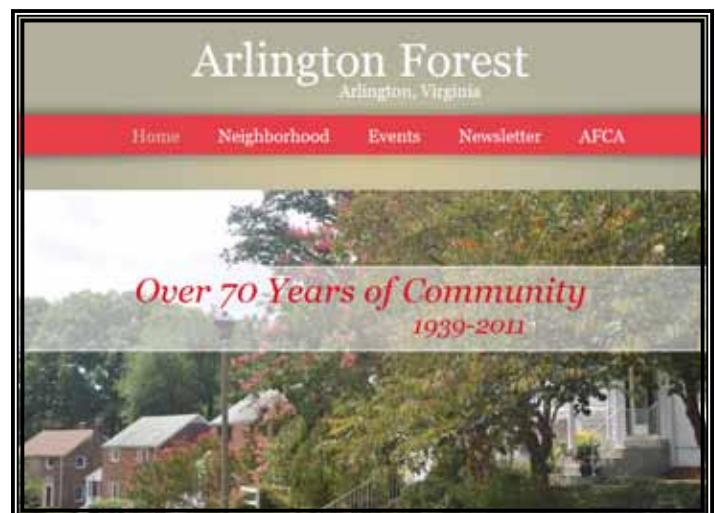 Arlington Forest
Arlington, Virginia
Home Neighborhood Events Newsletter AFCA
Over 70 Years of Community
1939-2011